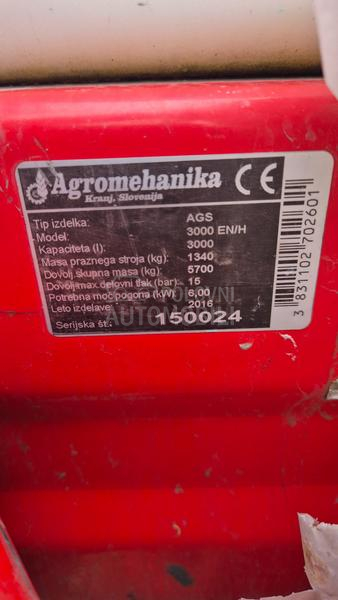 Agromehanika CE
Kranj, Slovenija
Tip izdelka: AGS
Model: 3000 EN/H
Kapaciteta (l): 3000
Masa praznega stroja (kg): 1340
Dovolj.skupna masa (kg): 5700
Dovolj.max.delovni tlak (bar): 15
Potrebna moč pogona (kW): 6,00
Leto izdelave: 2016
Serijska št.: 150024
3 831102 702601